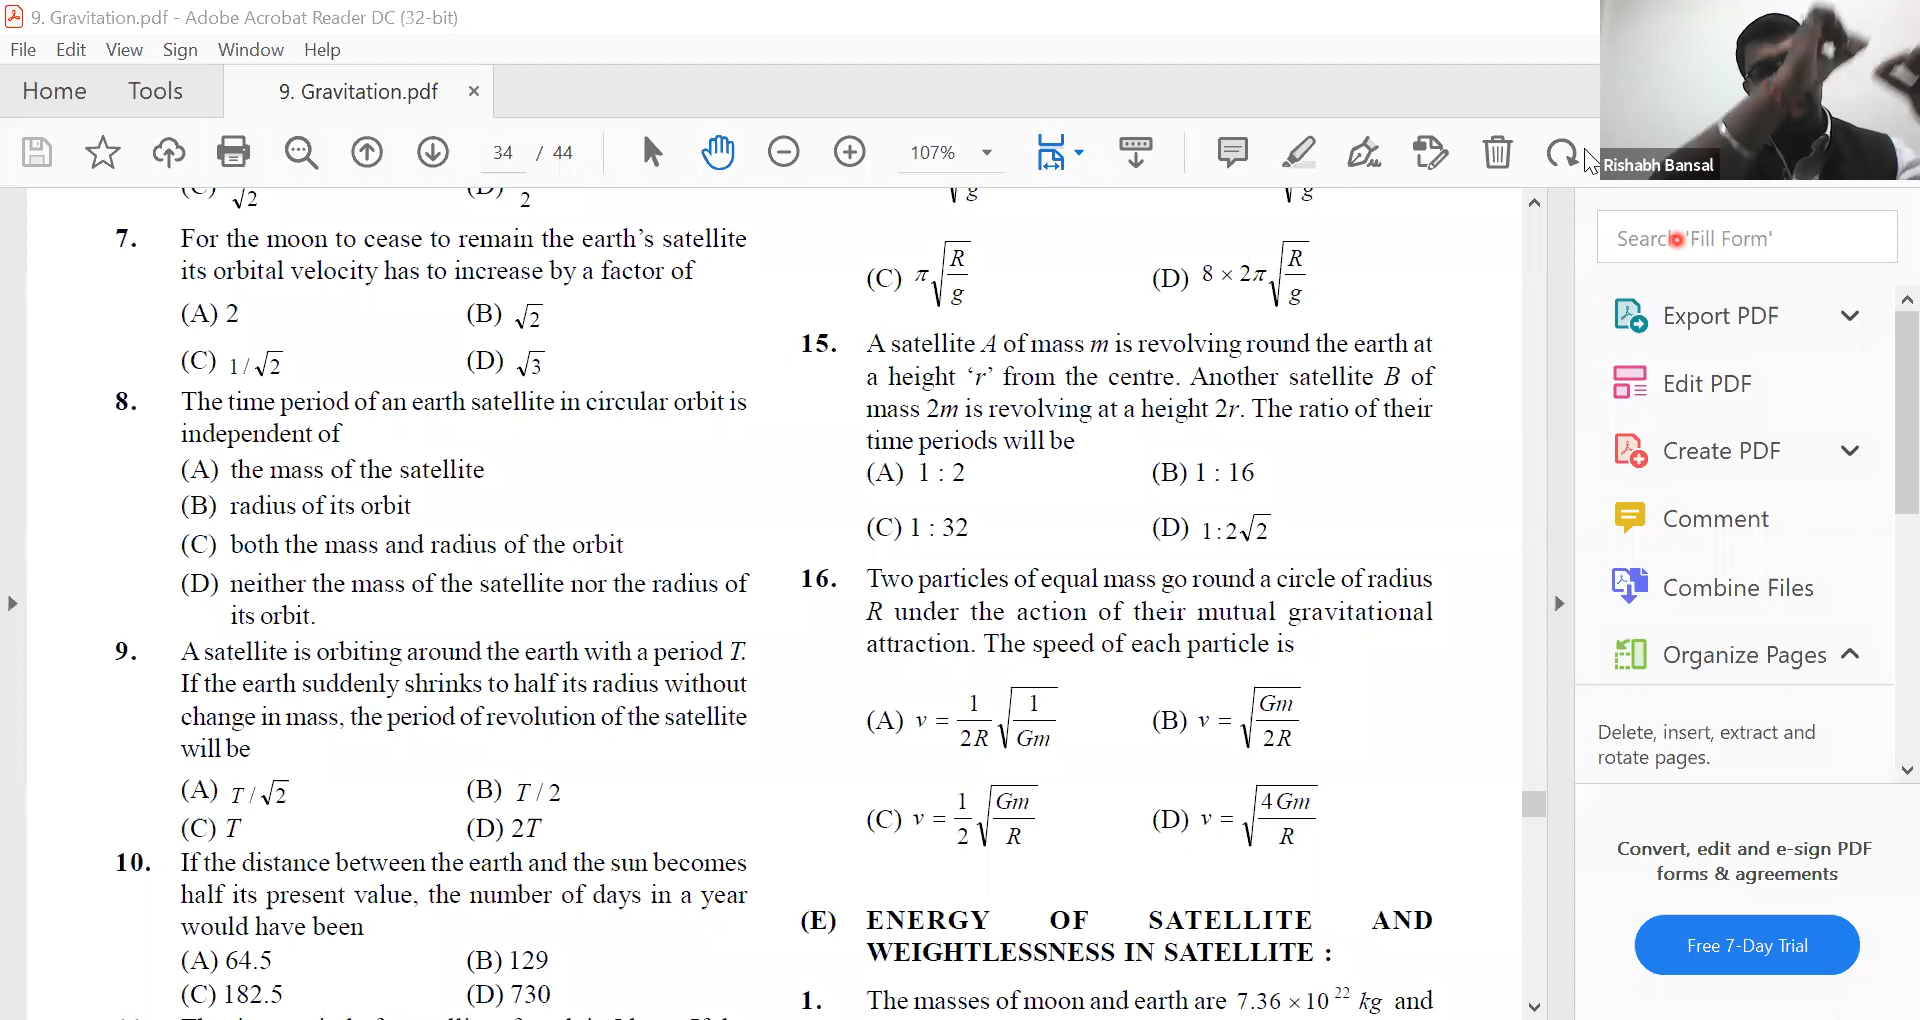 9. Gravitation.pdf - Adobe Acrobat Reader DC (32-bit)
File Edit View Sign Window Help
Home Tools 9. Gravitation.pdf ×
34 / 44 107%
Rishabh Bansal
(C) √2 (D) 2
7. For the moon to cease to remain the earth's satellite
its orbital velocity has to increase by a factor of
(A) 2 (B) √2
(C) 1/√2 (D) √3
8. The time period of an earth satellite in circular orbit is
independent of
(A) the mass of the satellite
(B) radius of its orbit
(C) both the mass and radius of the orbit
(D) neither the mass of the satellite nor the radius of
its orbit.
9. A satellite is orbiting around the earth with a period T.
If the earth suddenly shrinks to half its radius without
change in mass, the period of revolution of the satellite
will be
(A) T/√2 (B) T/2
(C) T (D) 2T
10. If the distance between the earth and the sun becomes
half its present value, the number of days in a year
would have been
(A) 64.5 (B) 129
(C) 182.5 (D) 730
√g √g
(C) π√(R/g) (D) 8 × 2π√(R/g)
15. A satellite A of mass m is revolving round the earth at
a height ‘r’ from the centre. Another satellite B of
mass 2m is revolving at a height 2r. The ratio of their
time periods will be
(A) 1 : 2 (B) 1 : 16
(C) 1 : 32 (D) 1:2√2
16. Two particles of equal mass go round a circle of radius
R under the action of their mutual gravitational
attraction. The speed of each particle is
(A) v = 1/2R √(1/Gm) (B) v = √(Gm/2R)
(C) v = 1/2 √(Gm/R) (D) v = √(4Gm/R)
(E) ENERGY OF SATELLITE AND
WEIGHTLESSNESS IN SATELLITE :
1. The masses of moon and earth are 7.36 ×10^22 kg and
Search 'Fill Form'
Export PDF
Edit PDF
Create PDF
Comment
Combine Files
Organize Pages
Delete, insert, extract and
rotate pages.
Convert, edit and e-sign PDF
forms & agreements
Free 7-Day Trial